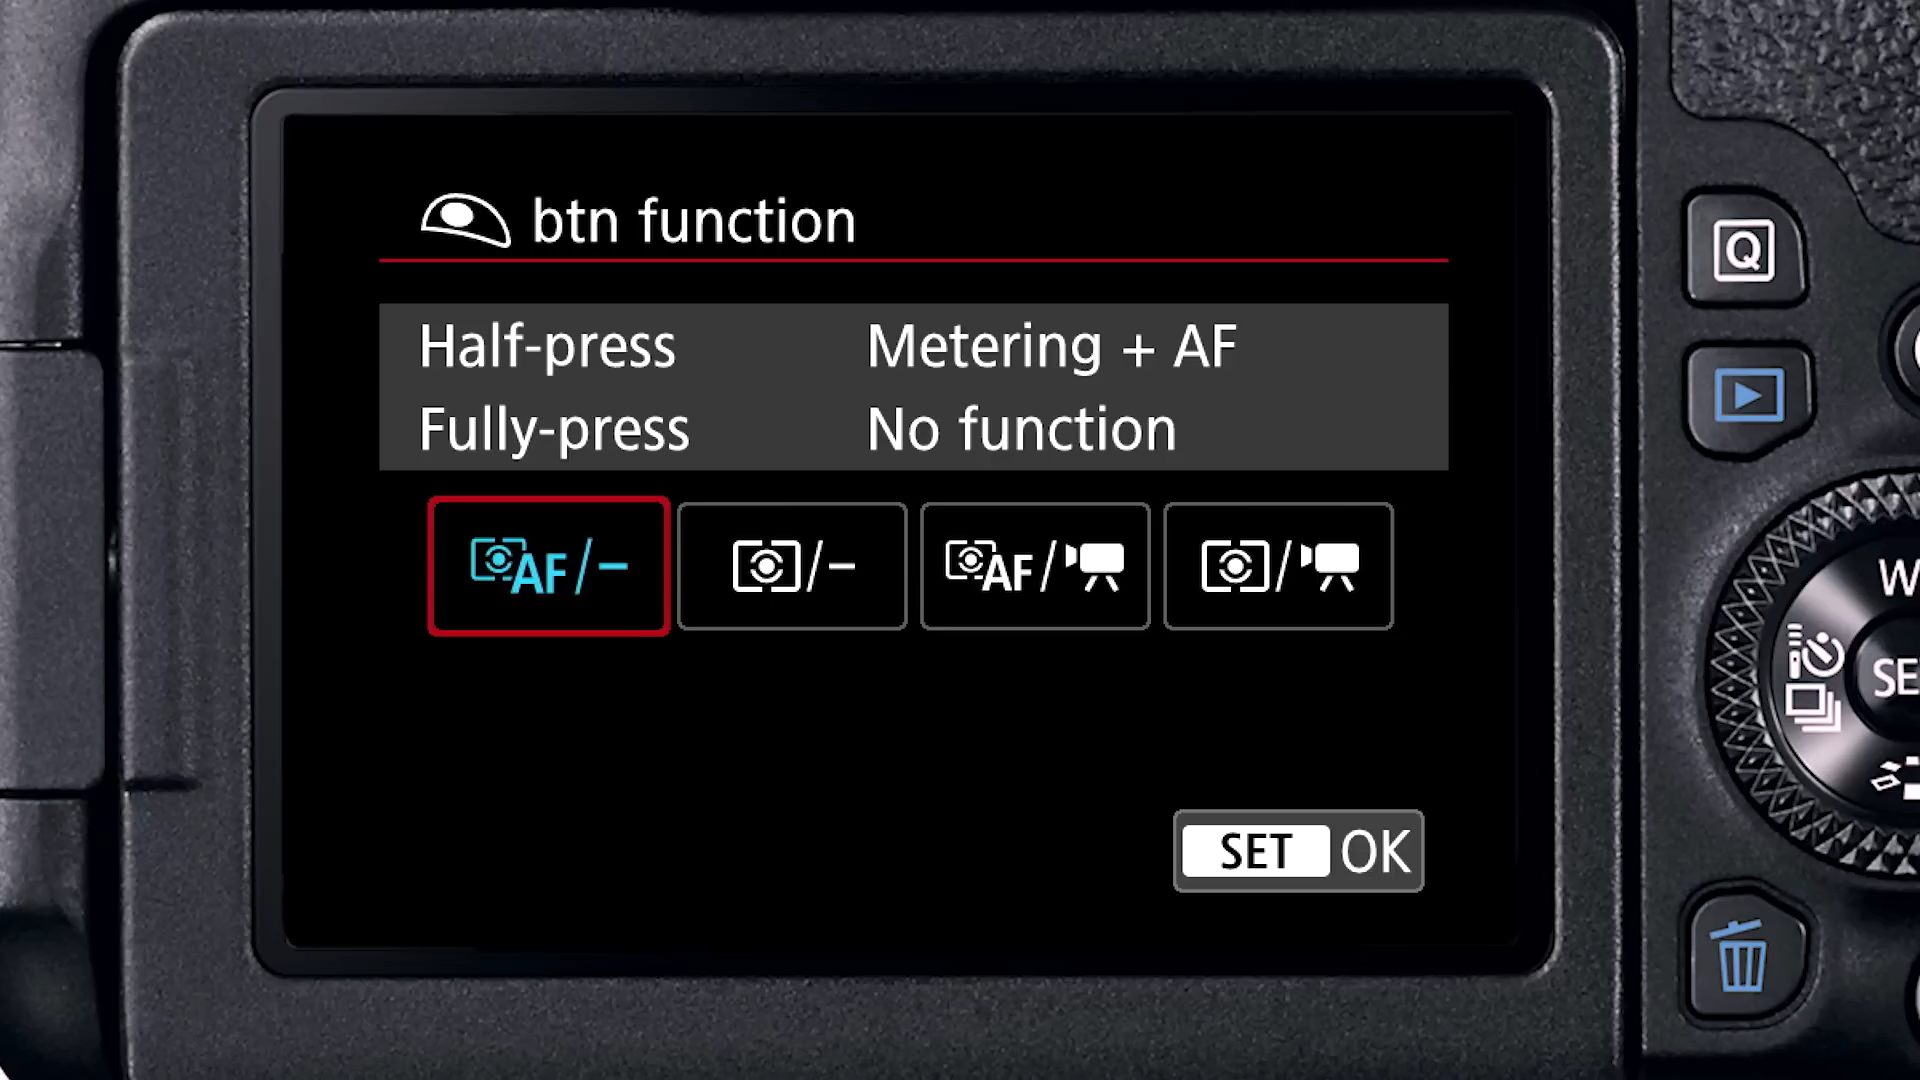 btn function
Half-press Metering + AF
Fully-press No function
AF/–
/–
AF/
/
SET OK
Q
W
SE